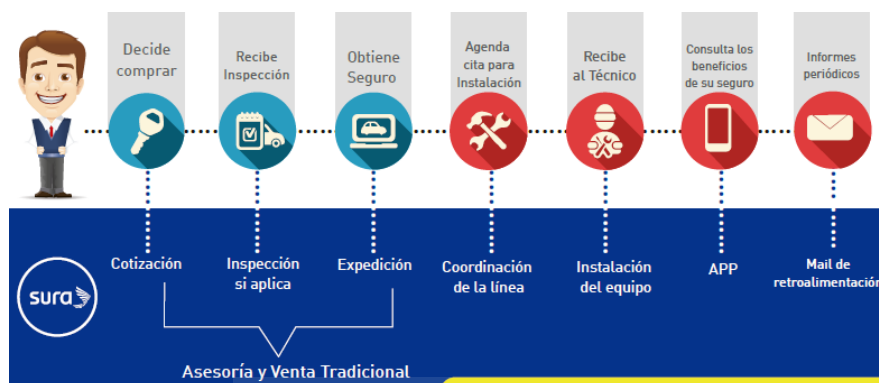 Decide
comprar
Recibe
Inspección
Obtiene
Seguro
Agenda
cita para
Instalación
Recibe
al Técnico
Consulta los
beneficios
de su seguro
Informes
periódicos
sura
Cotización
Inspección
si aplica
Expedición
Coordinación
de la línea
Instalación
del equipo
APP
Mail de
retroalimentación
Asesoría y Venta Tradicional